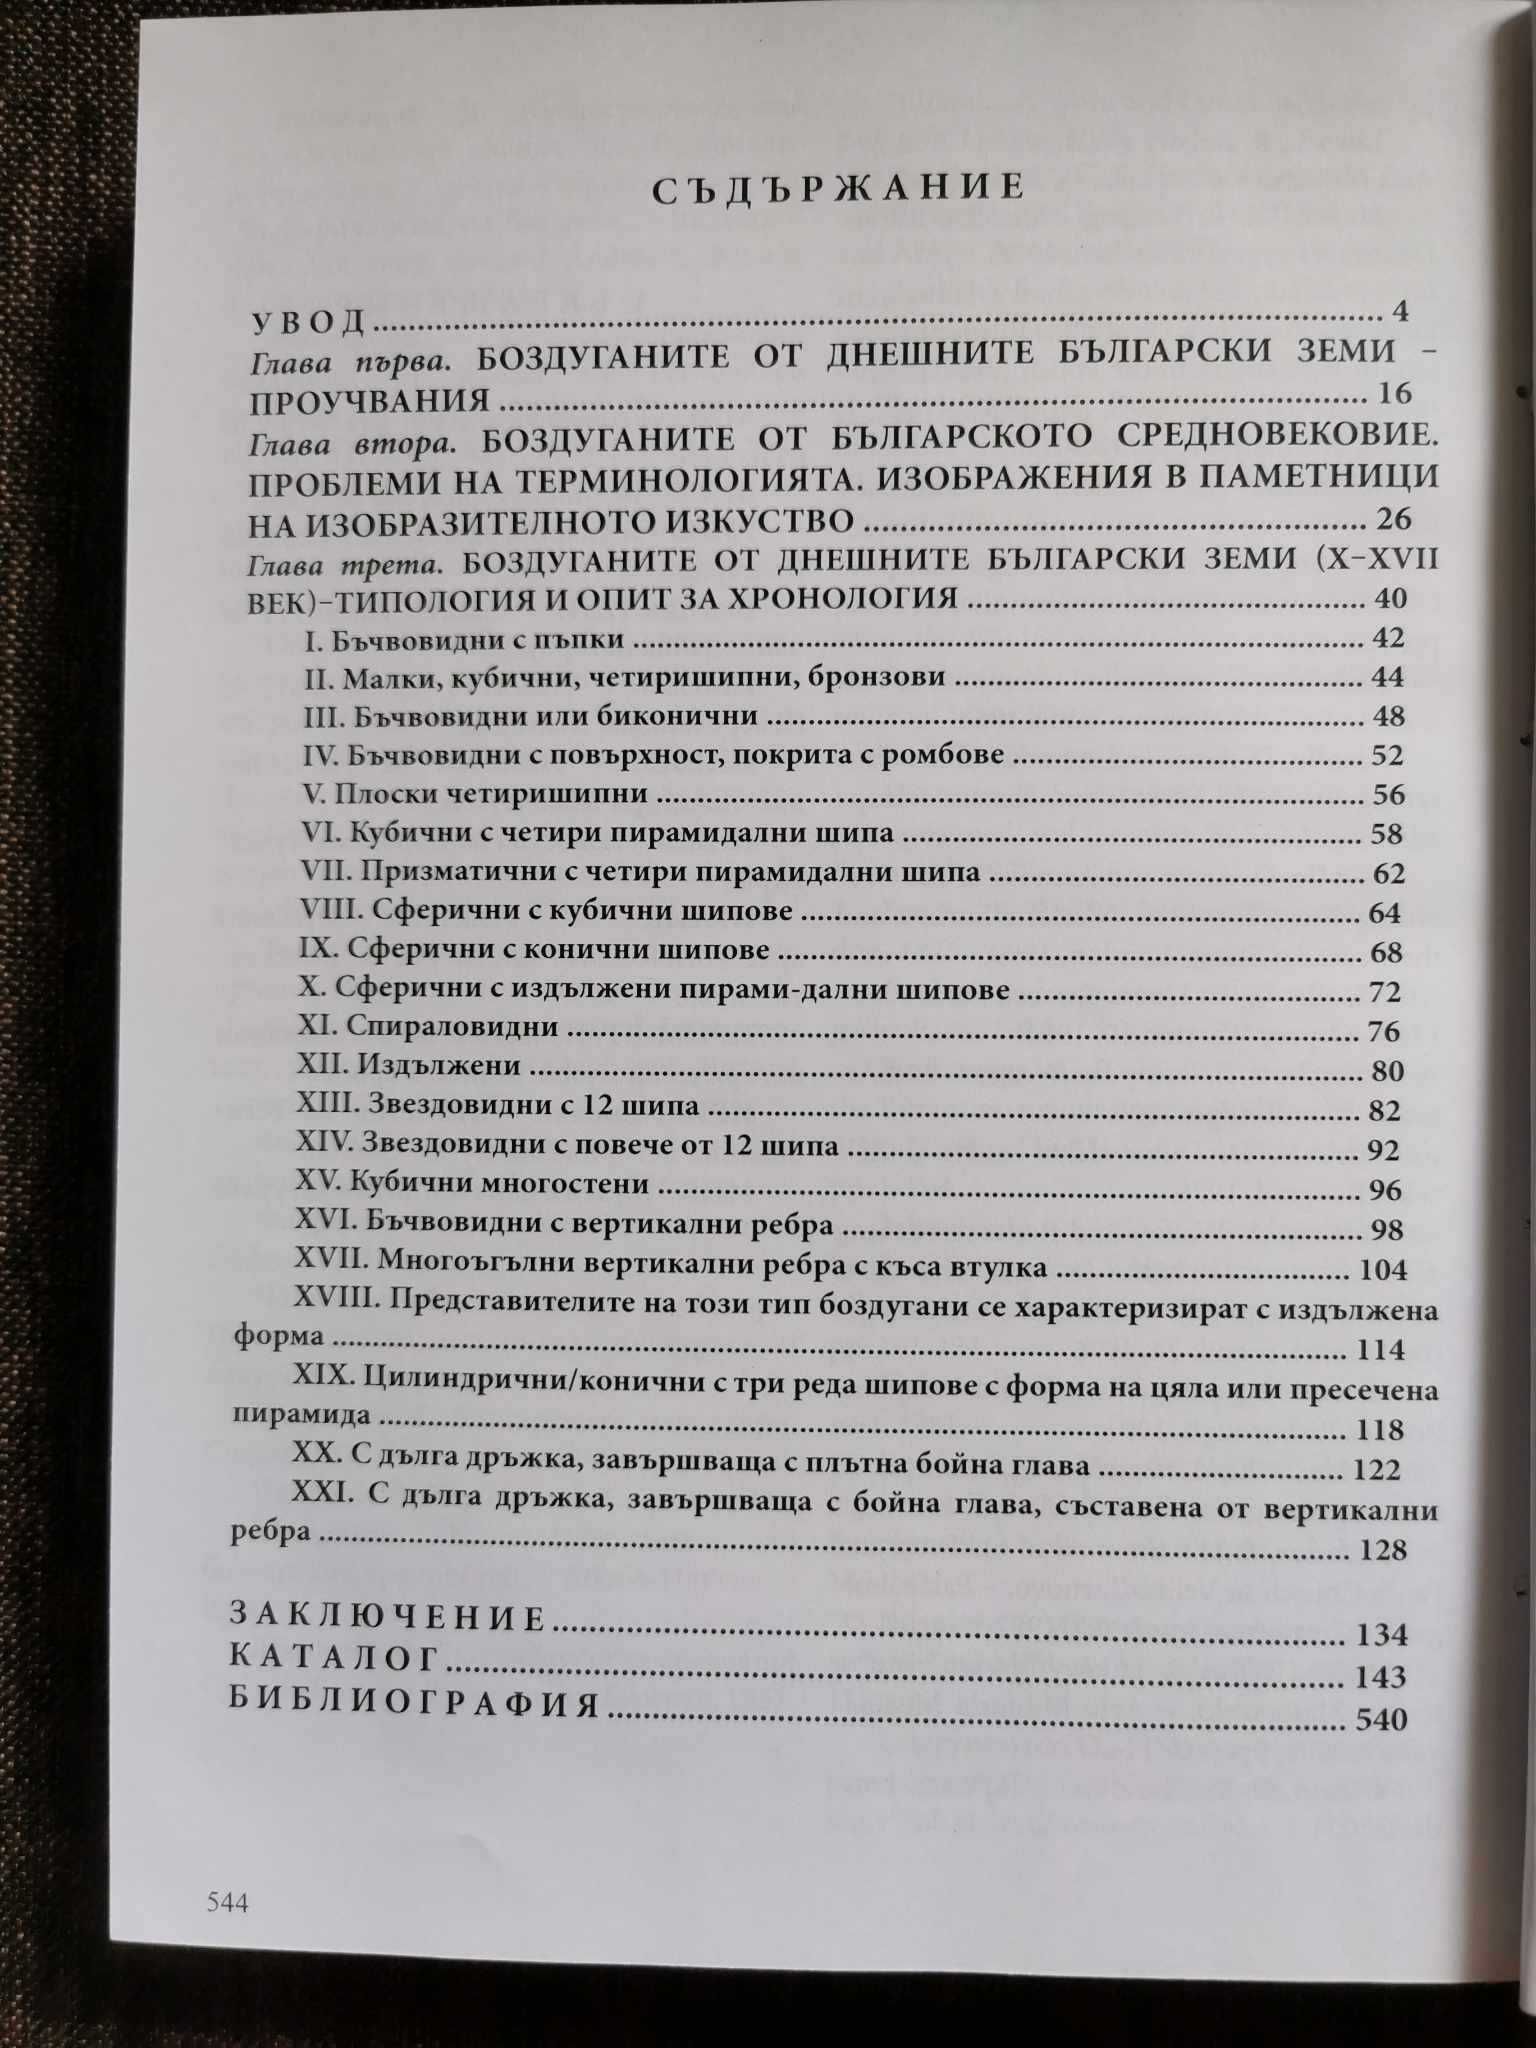 СЪДЪРЖАНИЕ
УВОД ... 4
Глава първа. БОЗДУГАНИТЕ ОТ ДНЕШНИТЕ БЪЛГАРСКИ ЗЕМИ –
ПРОУЧВАНИЯ ... 16
Глава втора. БОЗДУГАНИТЕ ОТ БЪЛГАРСКОТО СРЕДНОВЕКОВИЕ.
ПРОБЛЕМИ НА ТЕРМИНОЛОГИЯТА. ИЗОБРАЖЕНИЯ В ПАМЕТНИЦИ
НА ИЗОБРАЗИТЕЛНОТО ИЗКУСТВО ... 26
Глава трета. БОЗДУГАНИТЕ ОТ ДНЕШНИТЕ БЪЛГАРСКИ ЗЕМИ (X–XVII
ВЕК)–ТИПОЛОГИЯ И ОПИТ ЗА ХРОНОЛОГИЯ ... 40
I. Бъчвовидни с пъпки ... 42
II. Малки, кубични, четиришипни, бронзови ... 44
III. Бъчвовидни или биконични ... 48
IV. Бъчвовидни с повърхност, покрита с ромбове ... 52
V. Плоски четиришипни ... 56
VI. Кубични с четири пирамидални шипа ... 58
VII. Призматични с четири пирамидални шипа ... 62
VIII. Сферични с кубични шипове ... 64
IX. Сферични с конични шипове ... 68
X. Сферични с издължени пирами-дални шипове ... 72
XI. Спираловидни ... 76
XII. Издължени ... 80
XIII. Звездовидни с 12 шипа ... 82
XIV. Звездовидни с повече от 12 шипа ... 92
XV. Кубични многостени ... 96
XVI. Бъчвовидни с вертикални ребра ... 98
XVII. Многоъгълни вертикални ребра с къса втулка ... 104
XVIII. Представителите на този тип боздугани се характеризират с издължена
форма ... 114
XIX. Цилиндрични/конични с три реда шипове с форма на цяла или пресечена
пирамида ... 118
XX. С дълга дръжка, завършваща с плътна бойна глава ... 122
XXI. С дълга дръжка, завършваща с бойна глава, съставена от вертикални
ребра ... 128
ЗАКЛЮЧЕНИЕ ... 134
КАТАЛОГ ... 143
БИБЛИОГРАФИЯ ... 540
544